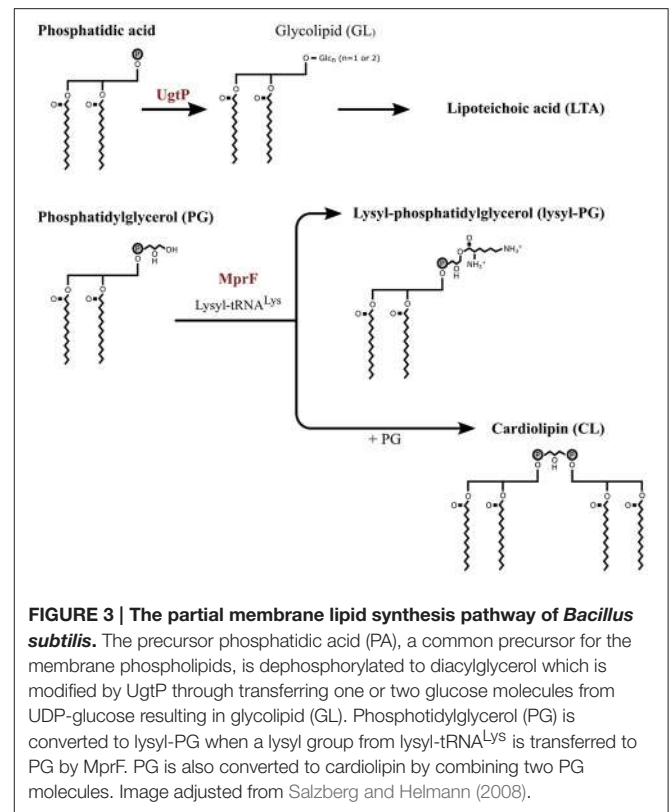 Phosphatidic acid
Glycolipid (GL)
P
O
O-Glcn (n=1 or 2)
UgtP
O
O
O
O
O
O
Lipoteichoic acid (LTA)
Phosphatidylglycerol (PG)
Lysyl-phosphatidylglycerol (lysyl-PG)
P
OH
O
O
H
O
NH3+
O
NH3+
P
O
O
H
MprF
Lysyl-tRNALys
O
O
O
O
O
O
+ PG
Cardiolipin (CL)
P
P
O
O
H
O
O
O
O
O
O
O
FIGURE 3 | The partial membrane lipid synthesis pathway of Bacillus
subtilis. The precursor phosphatidic acid (PA), a common precursor for the
membrane phospholipids, is dephosphorylated to diacylglycerol which is
modified by UgtP through transferring one or two glucose molecules from
UDP-glucose resulting in glycolipid (GL). Phosphotidylglycerol (PG) is
converted to lysyl-PG when a lysyl group from lysyl-tRNALys is transferred to
PG by MprF. PG is also converted to cardiolipin by combining two PG
molecules. Image adjusted from Salzberg and Helmann (2008).